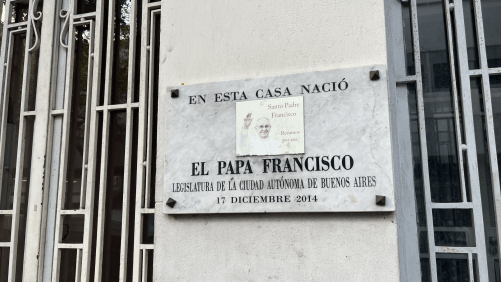 EN ESTA CASA NACIÓ
Santo Padre
Francisco
EL PAPA FRANCISCO
LEGISLATURA DE LA CIUDAD AUTÓNOMA DE BUENOS AIRES
17 DICIEMBRE 2014